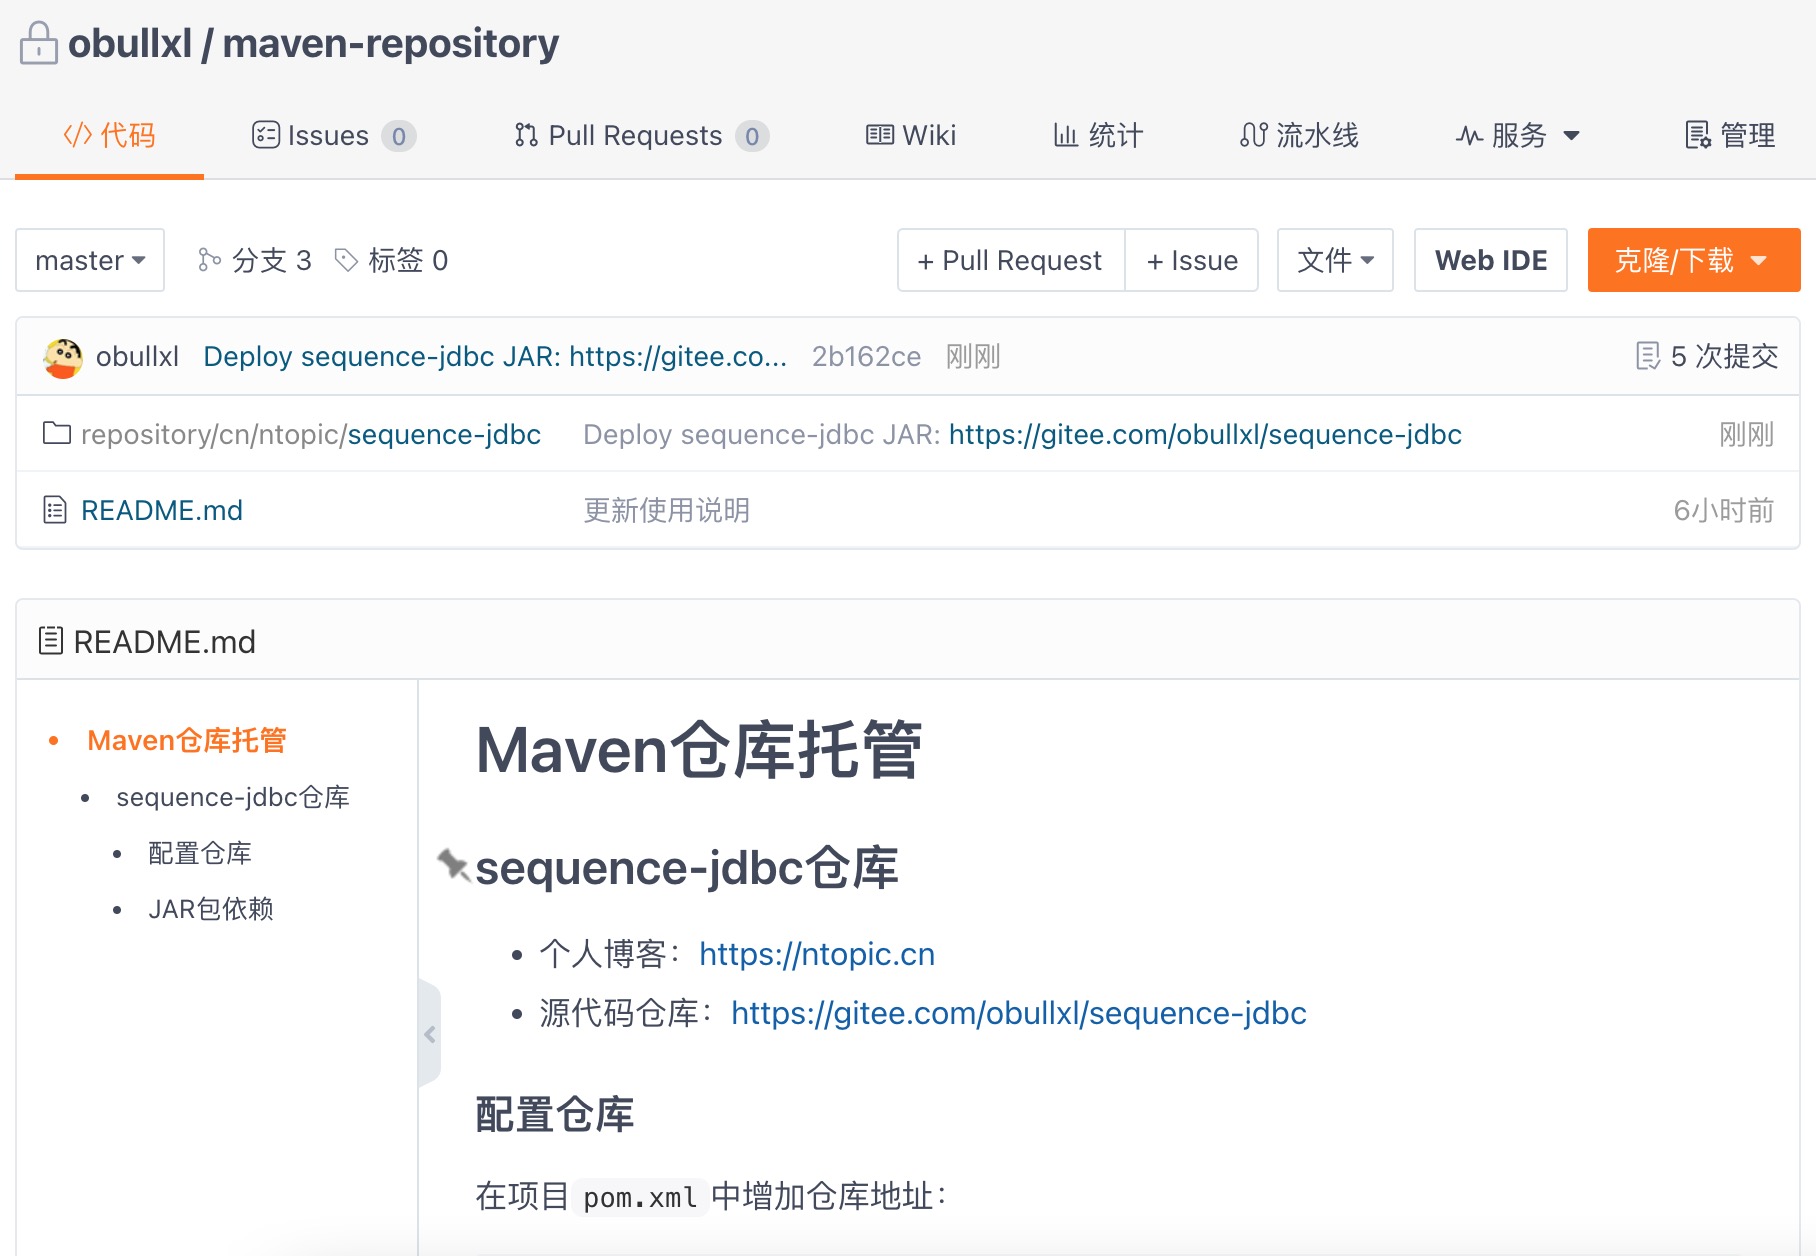 obullxl / maven-repository
代码 Issues 0 Pull Requests 0 Wiki 统计 流水线 服务 管理
master 分支 3 标签 0 + Pull Request + Issue 文件 Web IDE 克隆/下载
obullxl Deploy sequence-jdbc JAR: https://gitee.co... 2b162ce 刚刚 5 次提交
repository/cn/ntopic/sequence-jdbc Deploy sequence-jdbc JAR: https://gitee.com/obullxl/sequence-jdbc 刚刚
README.md 更新使用说明 6小时前
README.md
Maven仓库托管
sequence-jdbc仓库
配置仓库
JAR包依赖
Maven仓库托管
sequence-jdbc仓库
个人博客：https://ntopic.cn
源代码仓库：https://gitee.com/obullxl/sequence-jdbc
配置仓库
在项目 pom.xml 中增加仓库地址：